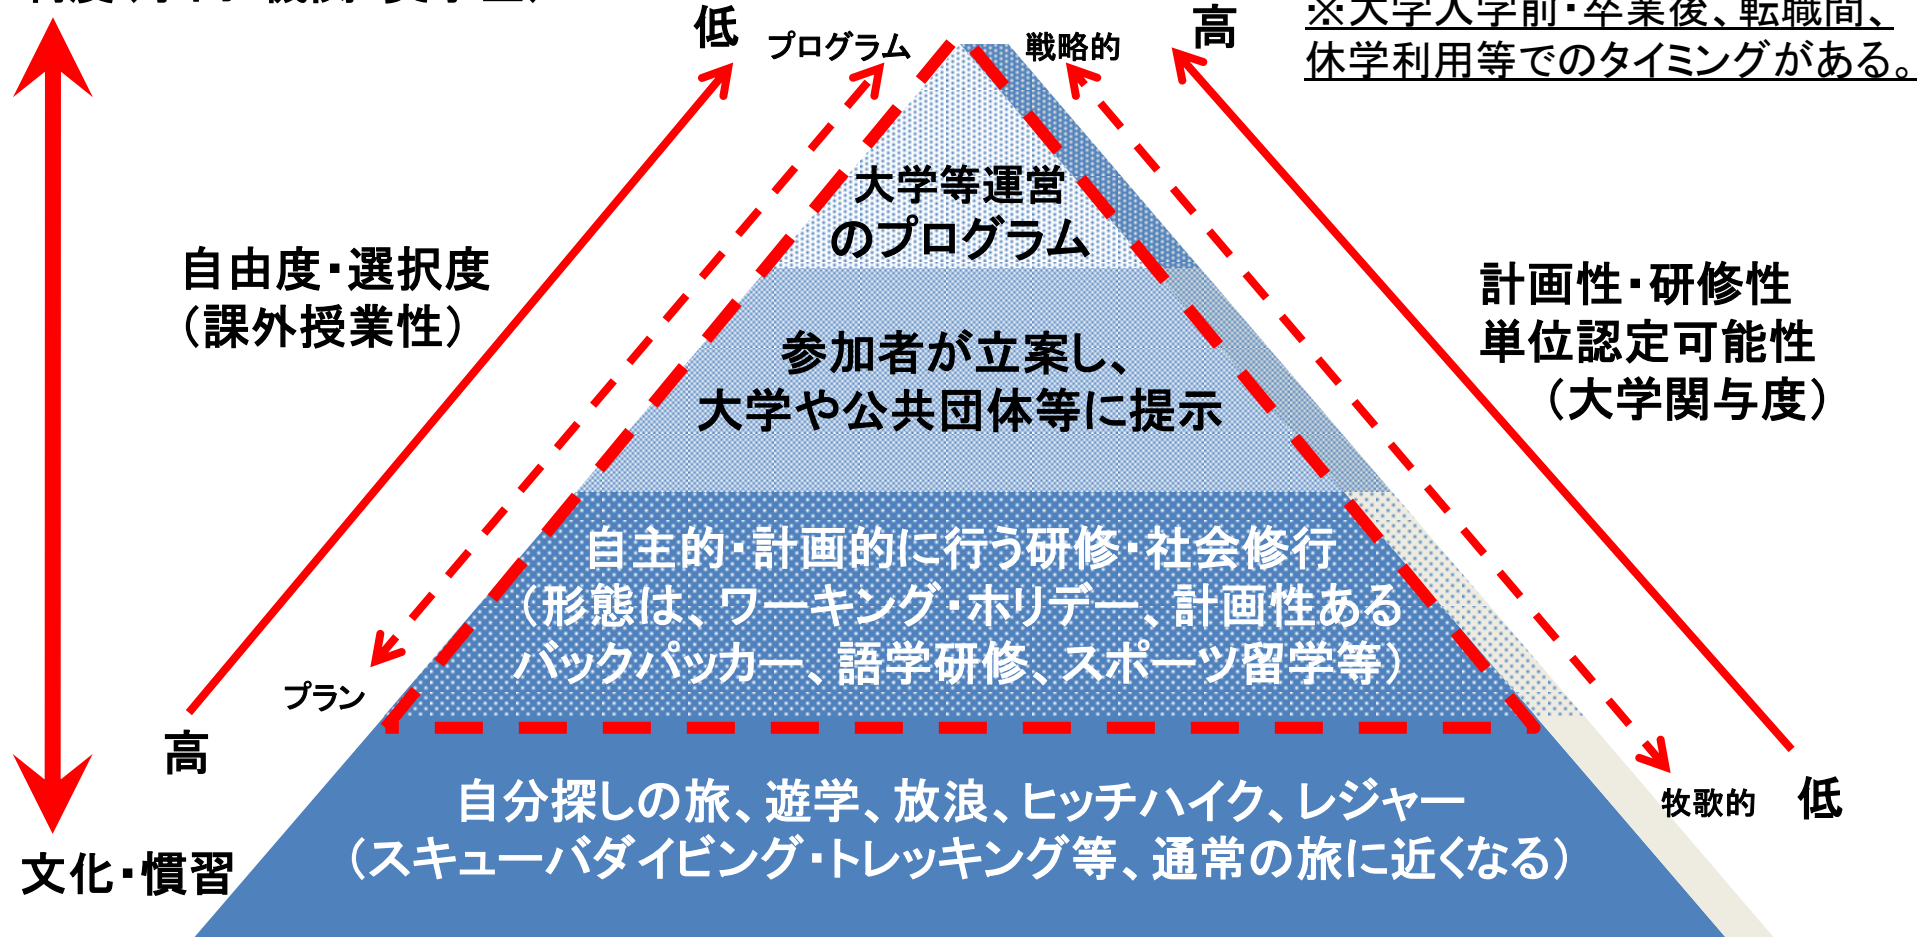 低
プログラム
戦略的
高
※大学入学前・卒業後、転職間、
休学利用等でのタイミングがある。
大学等運営
のプログラム
自由度・選択度
（課外授業性）
計画性・研修性
単位認定可能性
（大学関与度）
参加者が立案し、
大学や公共団体等に提示
自主的・計画的に行う研修・社会修行
（形態は、ワーキング・ホリデー、計画性ある
バックパッカー、語学研修、スポーツ留学等）
プラン
高
自分探しの旅、遊学、放浪、ヒッチハイク、レジャー
（スキューバダイビング・トレッキング等、通常の旅に近くなる）
牧歌的
低
文化・慣習